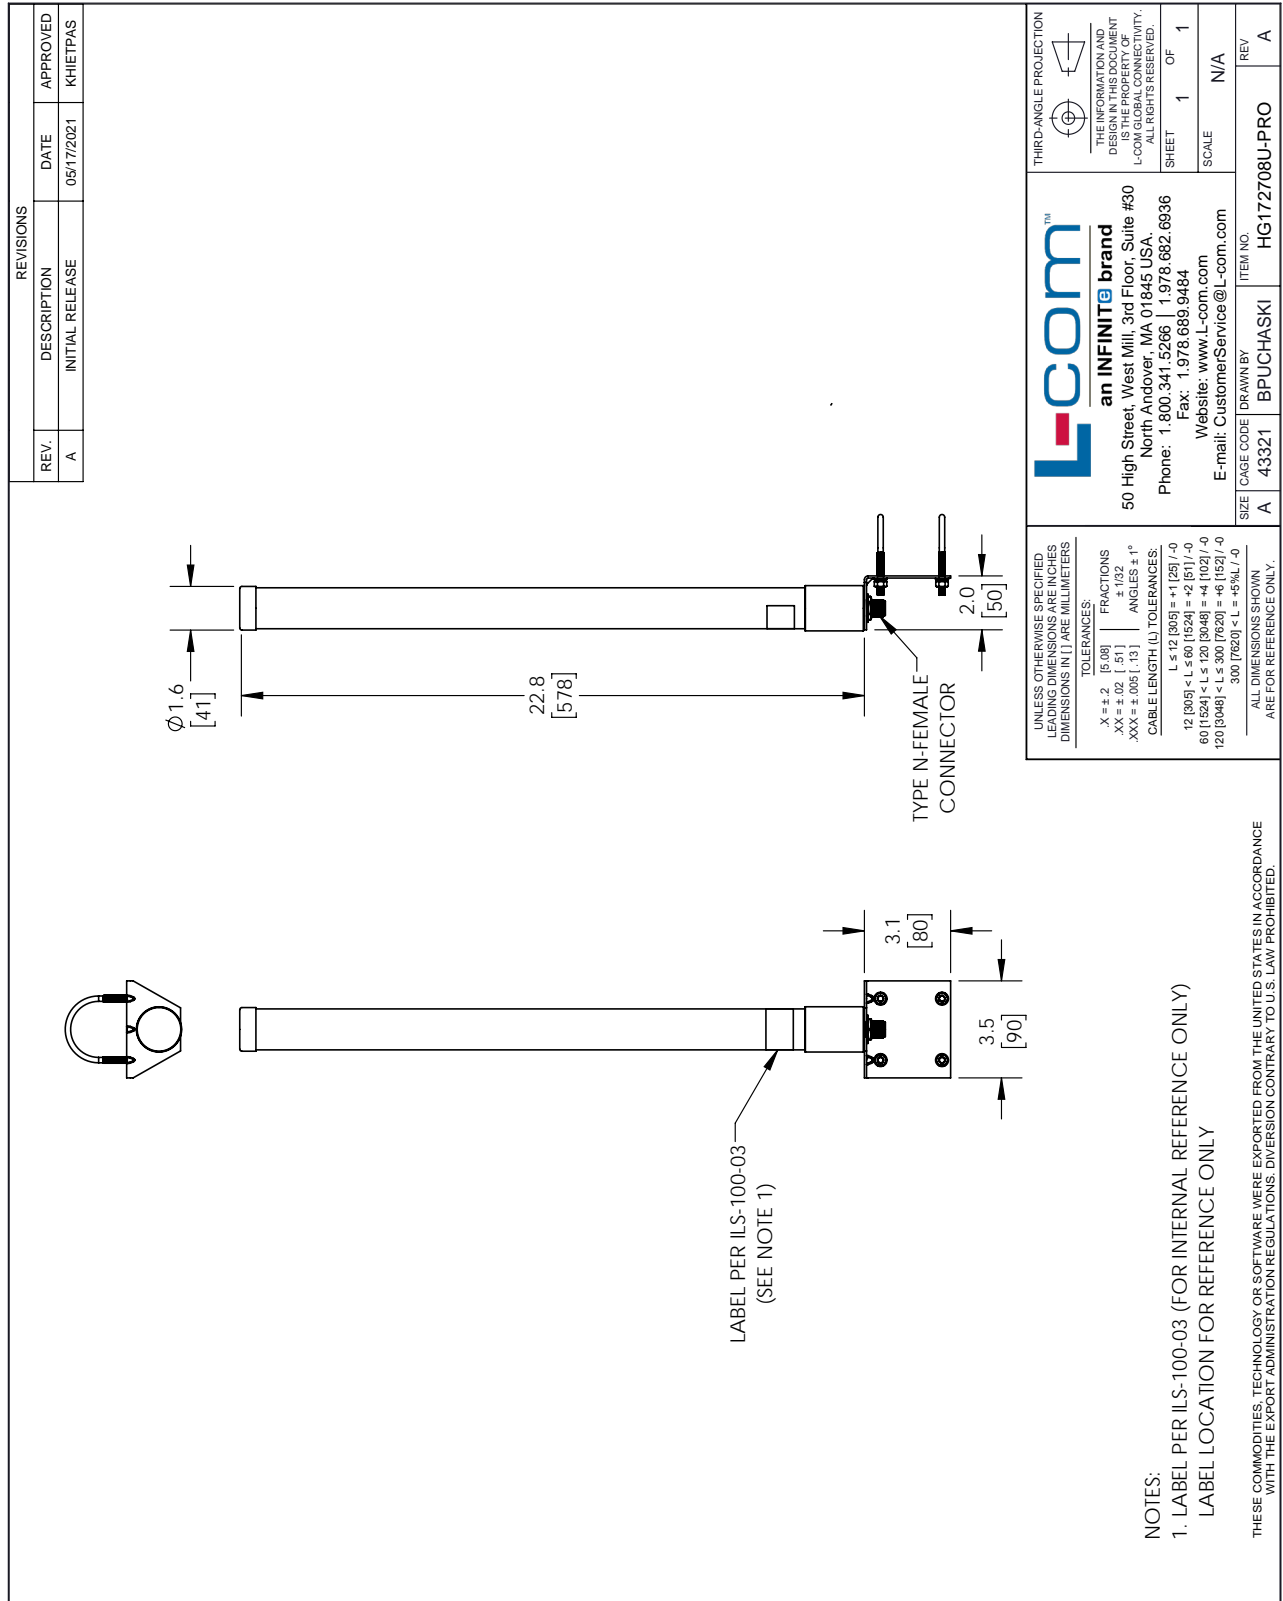 REVISIONS
REV. DESCRIPTION DATE APPROVED
A INITIAL RELEASE 05/17/2021 KHIETPAS
Ø1.6
[41]
22.8
[578]
2.0
[50]
TYPE N-FEMALE
CONNECTOR
3.1
[80]
3.5
[90]
LABEL PER ILS-100-03
(SEE NOTE 1)
NOTES:
1. LABEL PER ILS-100-03 (FOR INTERNAL REFERENCE ONLY)
LABEL LOCATION FOR REFERENCE ONLY
THESE COMMODITIES, TECHNOLOGY OR SOFTWARE WERE EXPORTED FROM THE UNITED STATES IN ACCORDANCE
WITH THE EXPORT ADMINISTRATION REGULATIONS. DIVERSION CONTRARY TO U.S. LAW PROHIBITED.
UNLESS OTHERWISE SPECIFIED
LEADING DIMENSIONS ARE INCHES
DIMENSIONS IN [ ] ARE MILLIMETERS
TOLERANCES:
.X = ± .2 [5.08] FRACTIONS
.XX = ± .02 [ .51 ] ± 1/32
.XXX = ± .005 [ .13 ] ANGLES ± 1°
CABLE LENGTH (L) TOLERANCES:
L ≤ 12 [305] = +1 [25] / -0
12 [305] < L ≤ 60 [1524] = +2 [51] / -0
60 [1524] < L ≤ 120 [3048] = +4 [102] / -0
120 [3048] < L ≤ 300 [7620] = +6 [152] / -0
300 [7620] < L = +5%L / -0
ALL DIMENSIONS SHOWN
ARE FOR REFERENCE ONLY.
L-com™
an INFINITe brand
50 High Street, West Mill, 3rd Floor, Suite #30
North Andover, MA 01845 USA.
Phone: 1.800.341.5266 | 1.978.682.6936
Fax: 1.978.689.9484
Website: www.L-com.com
E-mail: CustomerService@L-com.com
THIRD-ANGLE PROJECTION
THE INFORMATION AND
DESIGN IN THIS DOCUMENT
IS THE PROPERTY OF
L-COM GLOBAL CONNECTIVITY.
ALL RIGHTS RESERVED.
SHEET 1 OF 1
SCALE N/A
SIZE A
CAGE CODE 43321
DRAWN BY BPUCHASKI
ITEM NO. HG172708U-PRO
REV A